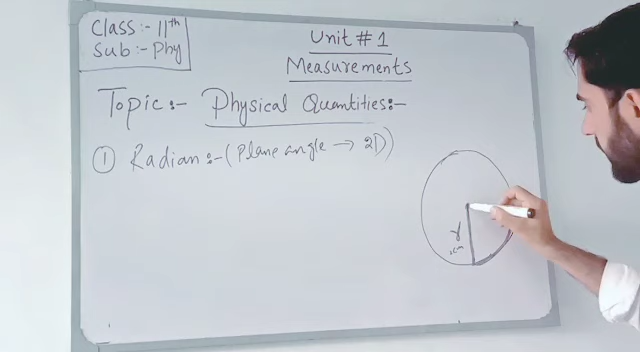 Class:- 11th
Sub:- Phy
Unit # 1
Measurements
Topic:- Physical Quantities:-
① Radian:- (Plane angle → 2D)
r